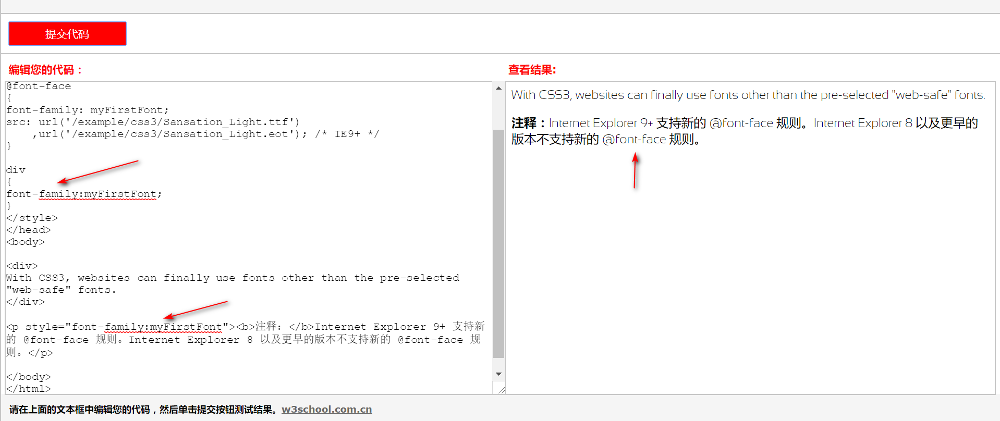 提交代码
编辑您的代码：
@font-face
{
font-family: myFirstFont;
src: url('/example/css3/Sansation_Light.ttf')
    ,url('/example/css3/Sansation_Light.eot'); /* IE9+ */
}
div
{
font-family:myFirstFont;
}
</style>
</head>
<body>
<div>
With CSS3, websites can finally use fonts other than the pre-selected
"web-safe" fonts.
</div>
<p style="font-family:myFirstFont"><b>注释: </b>Internet Explorer 9+ 支持新
的 @font-face 规则。Internet Explorer 8 以及更早的版本不支持新的 @font-face 规
则。</p>
</body>
</html>
查看结果:
With CSS3, websites can finally use fonts other than the pre-selected "web-safe" fonts.
注释：Internet Explorer 9+ 支持新的 @font-face 规则。Internet Explorer 8 以及更早的
版本不支持新的 @font-face 规则。
请在上面的文本框中编辑您的代码，然后单击提交按钮测试结果。w3school.com.cn